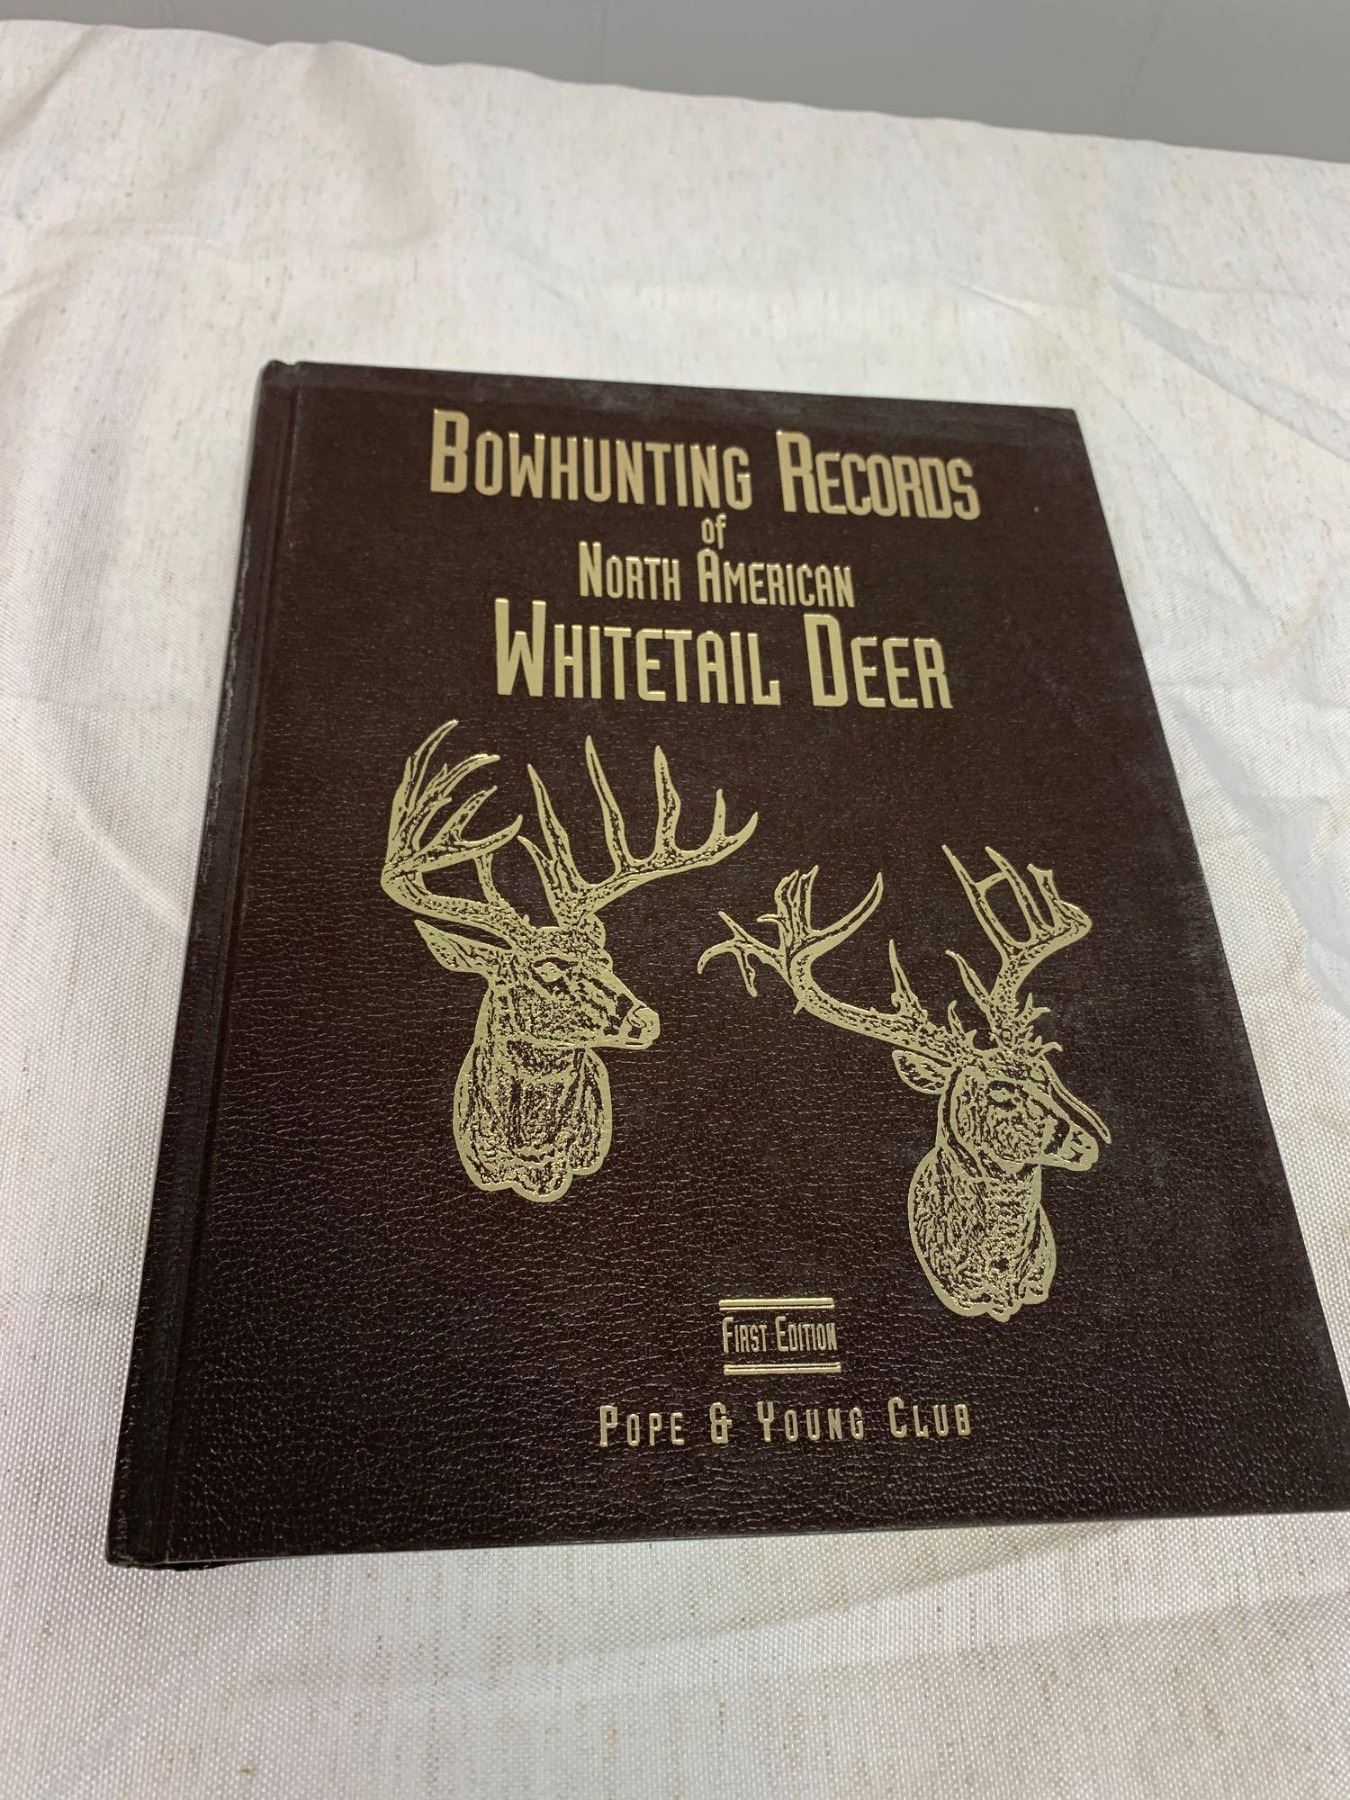 Bowhunting Records
of
North American
Whitetail Deer
First Edition
Pope & Young Club